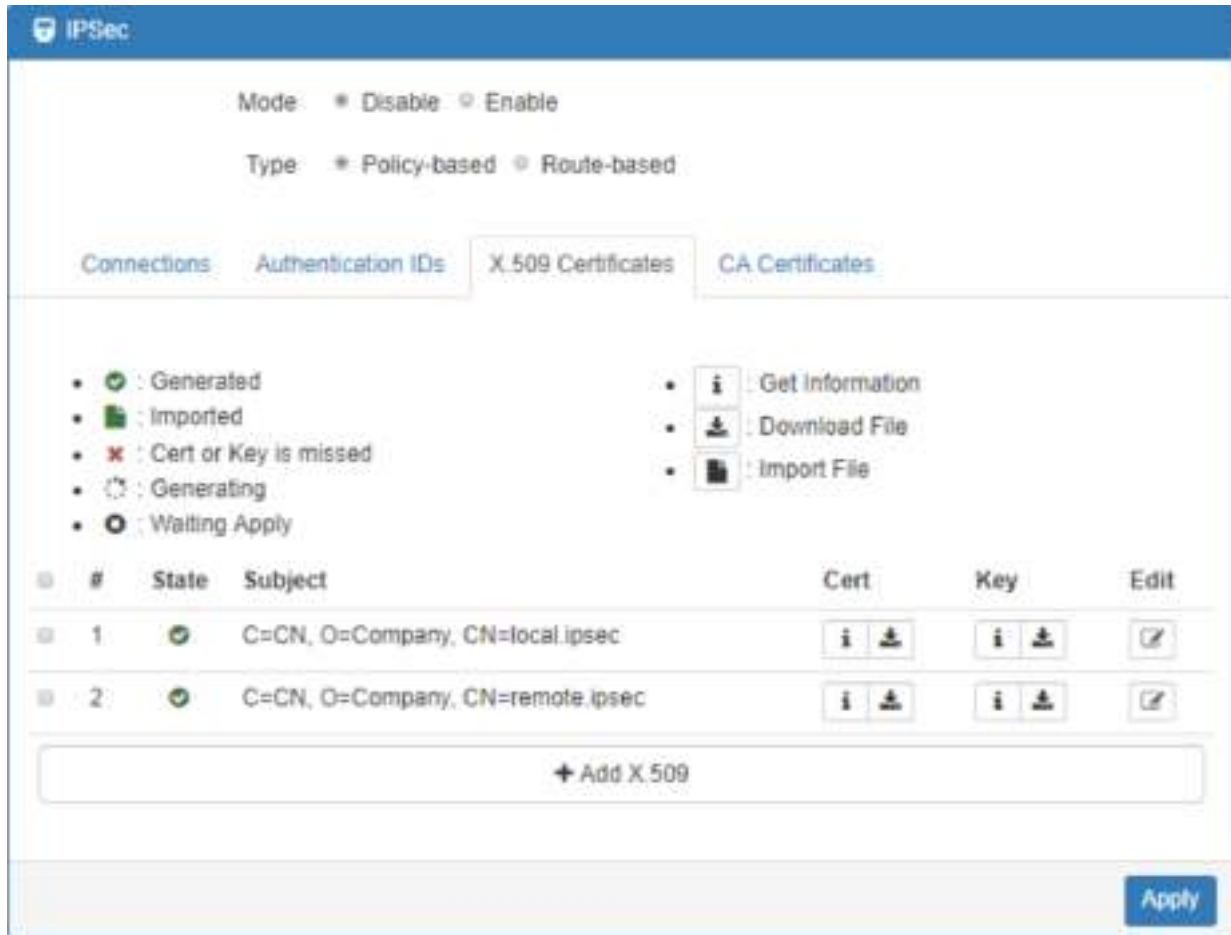 IPSec
Mode Disable Enable
Type Policy-based Route-based
Connections Authentication IDs X.509 Certificates CA Certificates
: Generated
: Imported
: Cert or Key is missed
: Generating
: Waiting Apply
i : Get Information
: Download File
: Import File
# State Subject Cert Key Edit
1 C=CN, O=Company, CN=local.ipsec i i
2 C=CN, O=Company, CN=remote.ipsec i i
+ Add X.509
Apply